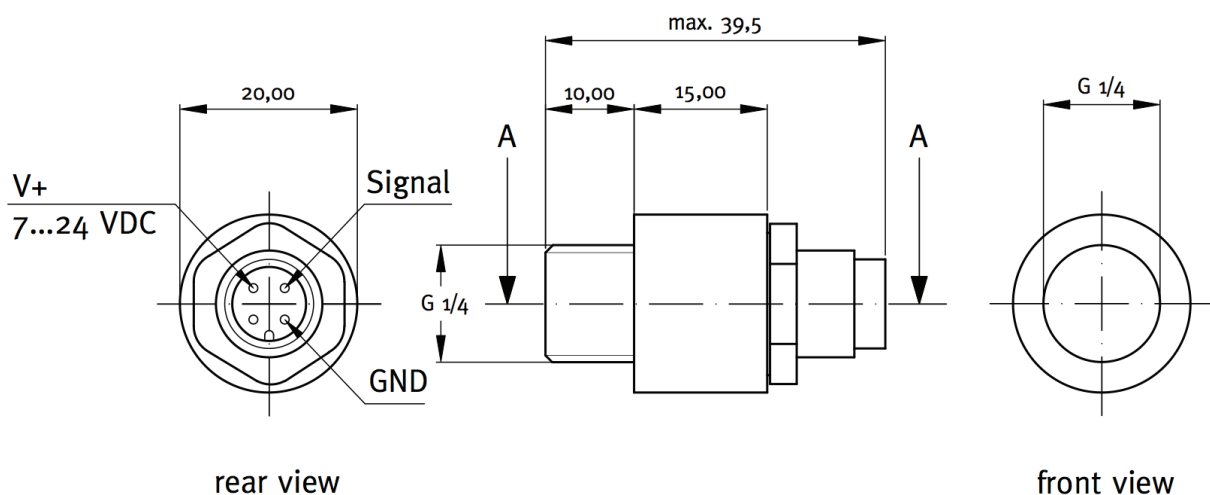 max. 39,5
20,00
10,00
15,00
G 1/4
A
A
V+
7...24 VDC
Signal
G 1/4
GND
rear view
front view